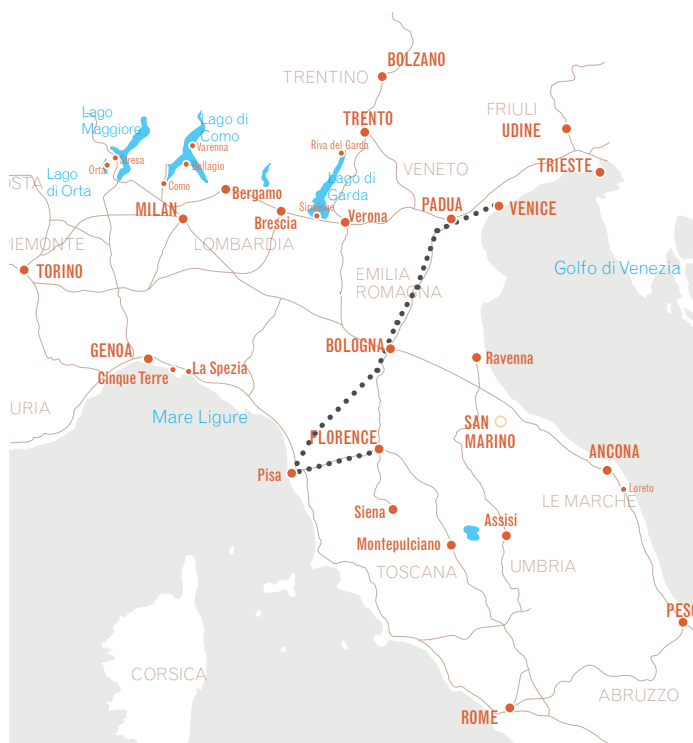 BOLZANO
TRENTINO
Lago
Maggiore
Lago di
Como
TRENTO
FRIULI
UDINE
Varenna
Riva del Garda
Stresa
Orta
Bellagio
VENETO
TRIESTE
Lago
di Orta
Como
Lago di
Garda
OSTA
Bergamo
MILAN
Sirmione
Brescia
Verona
PADUA
VENICE
PIEMONTE
LOMBARDIA
TORINO
EMILIA
ROMAGNA
Golfo di Venezia
GENOA
BOLOGNA
Ravenna
Cinque Terre
La Spezia
URIA
Mare Ligure
SAN
MARINO
FLORENCE
ANCONA
Pisa
Loreto
LE MARCHE
Siena
Assisi
Montepulciano
TOSCANA
UMBRIA
PESC
CORSICA
ABRUZZO
ROME